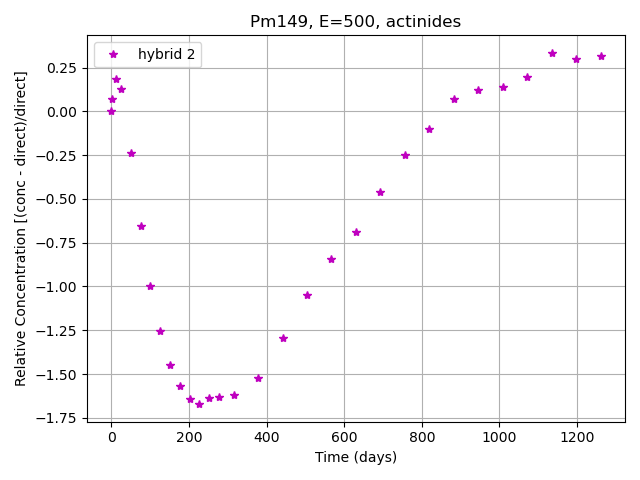 Pm149, E=500, actinides
hybrid 2
Relative Concentration [(conc - direct)/direct]
0.25
0.00
−0.25
−0.50
−0.75
−1.00
−1.25
−1.50
−1.75
0 200 400 600 800 1000 1200
Time (days)